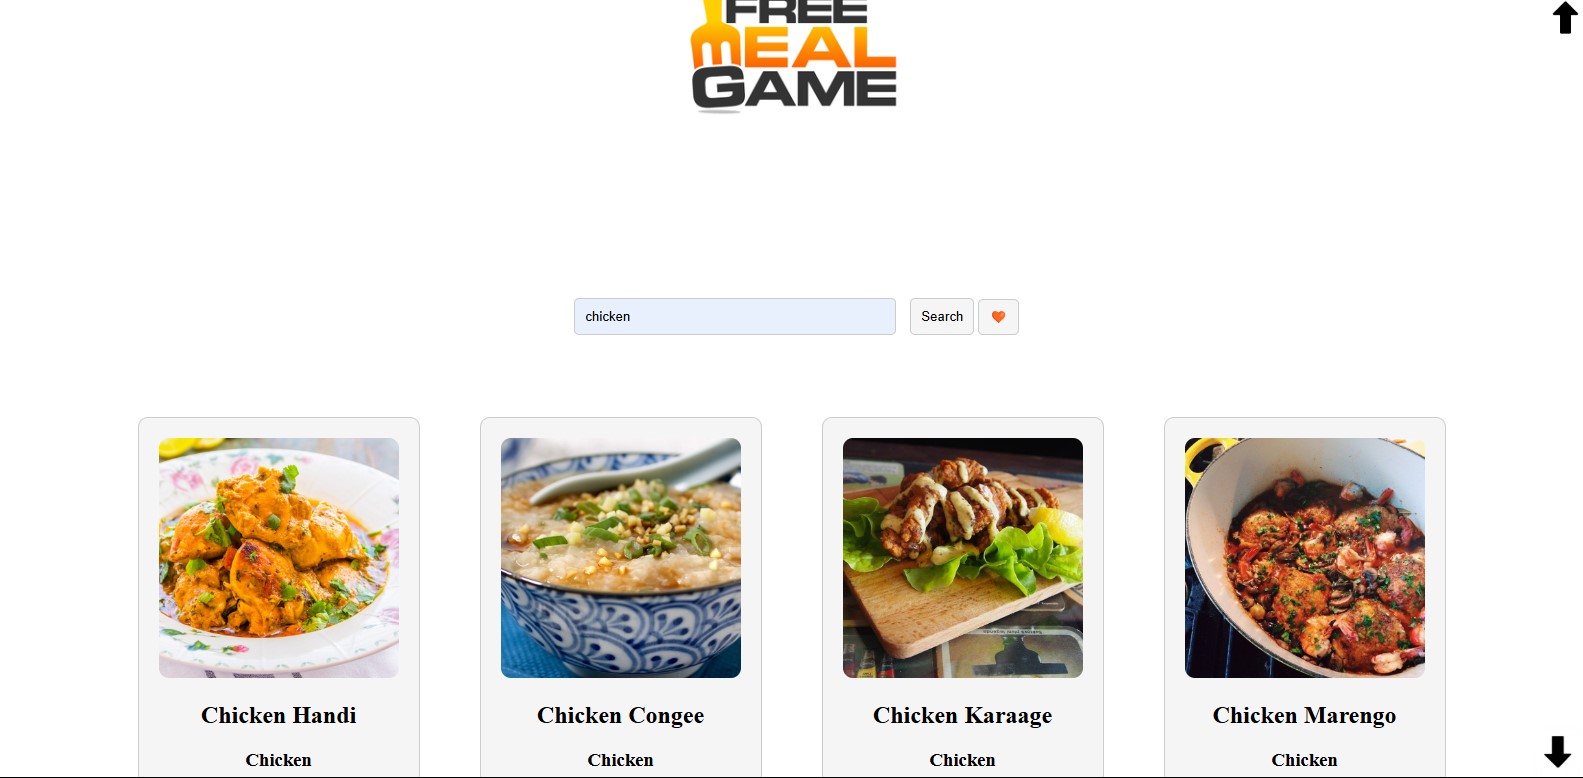 FREE
MEAL
GAME
chicken
Search
Chicken Handi
Chicken Congee
Chicken Karaage
Chicken Marengo
Chicken
Chicken
Chicken
Chicken